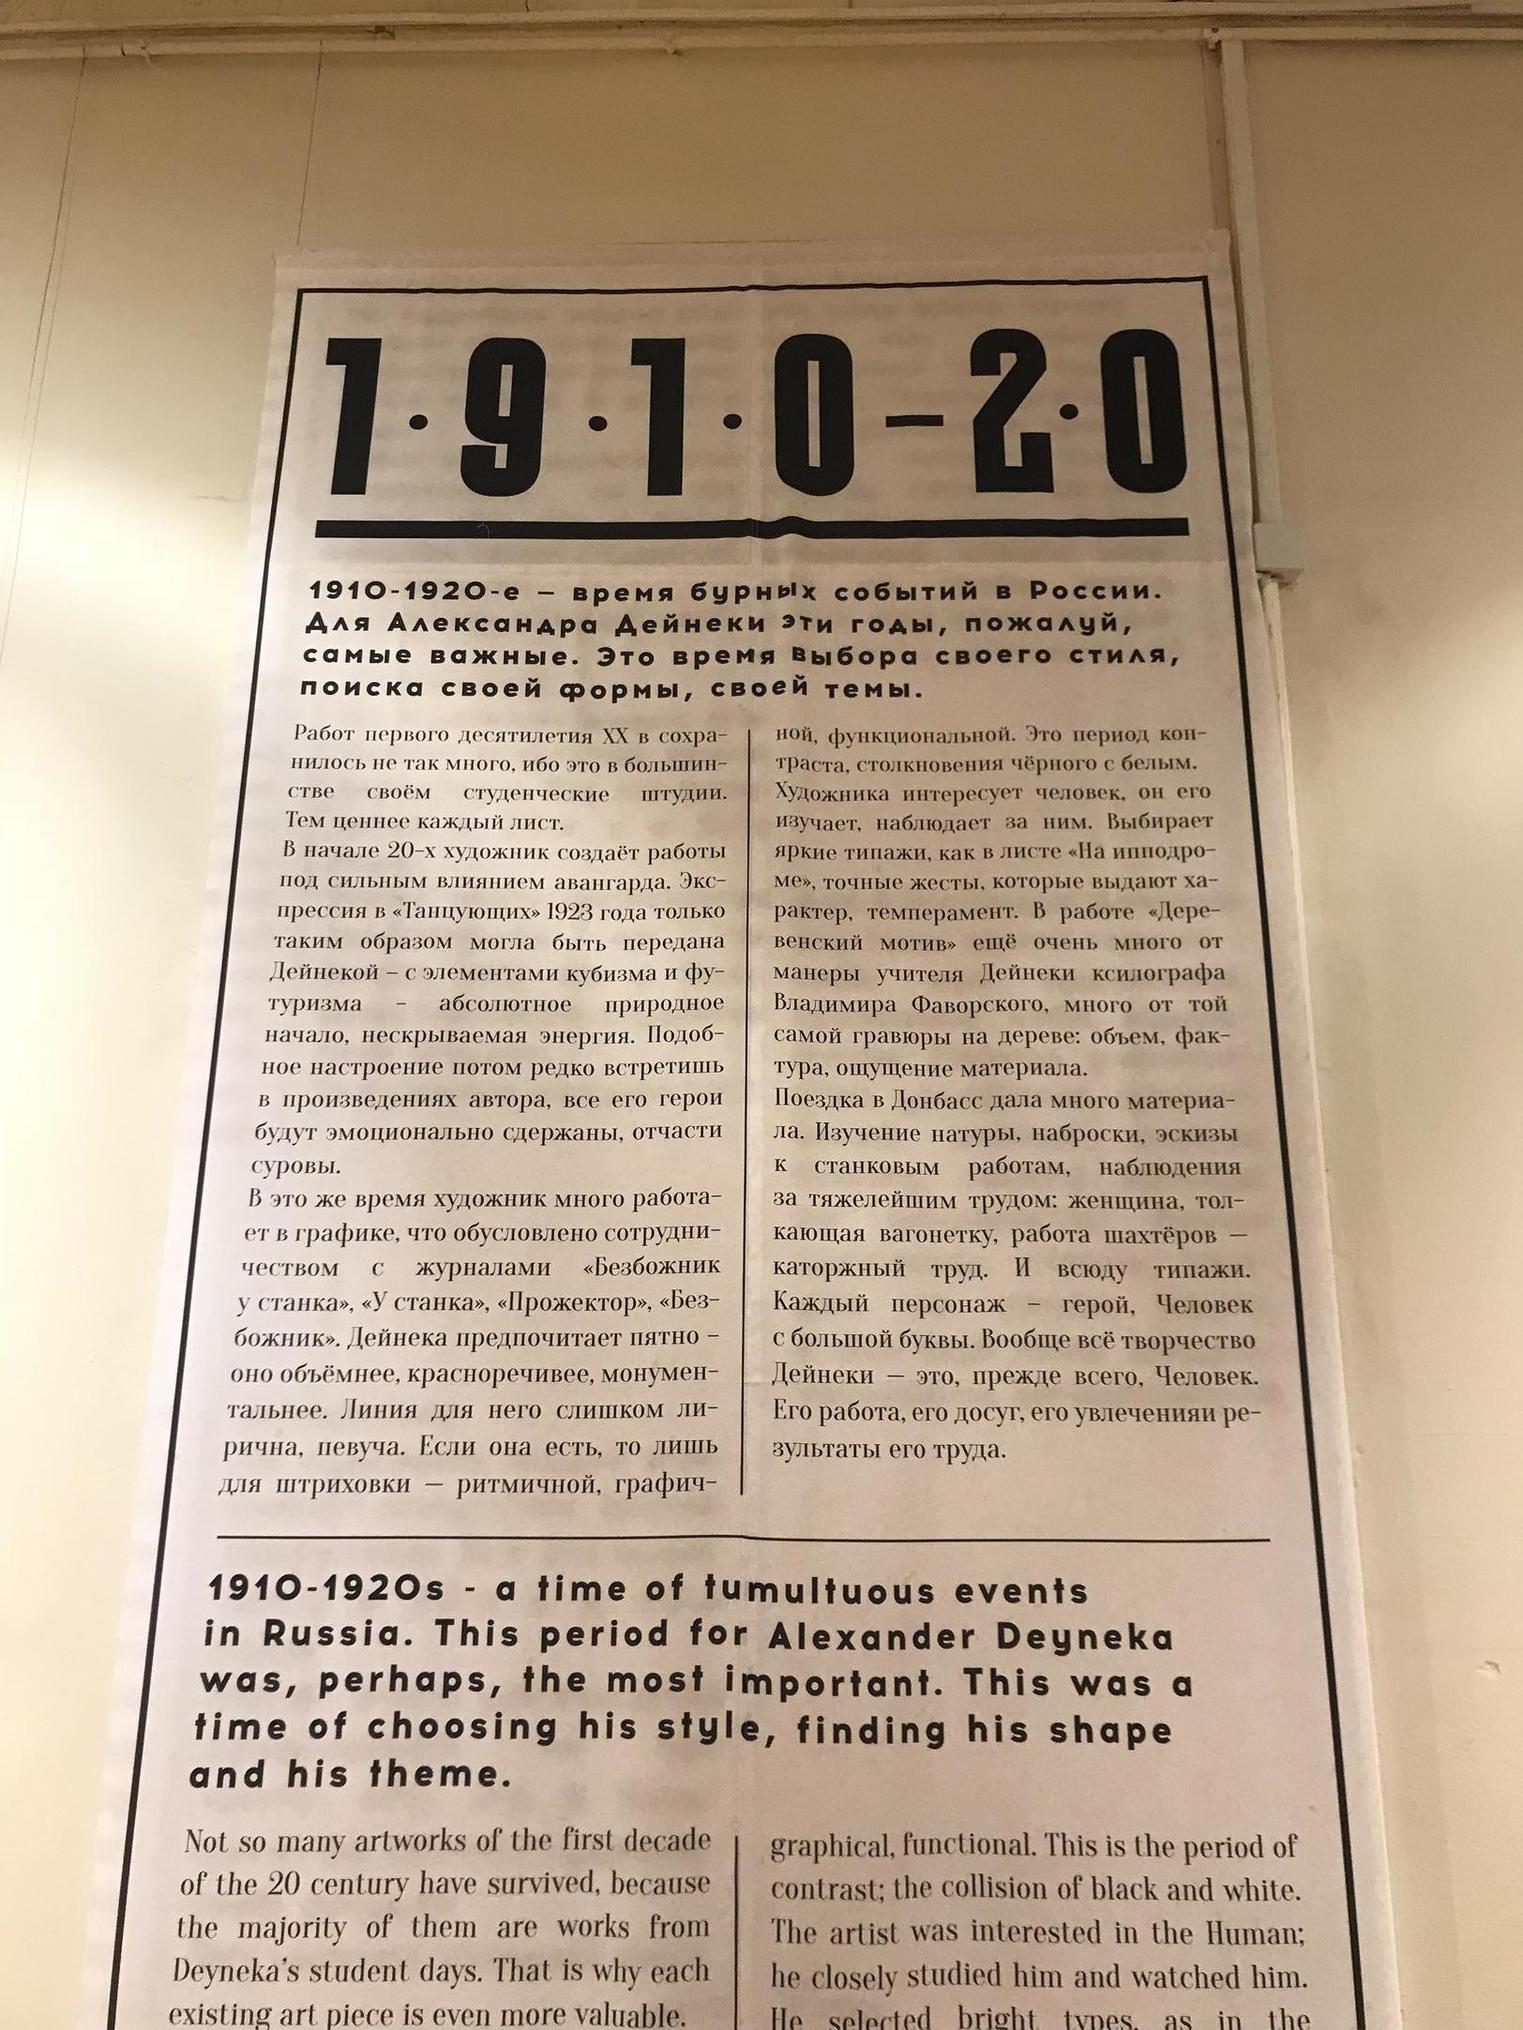 1·9·1·0–2·0
1910-1920-е – время бурных событий в России.
Для Александра Дейнеки эти годы, пожалуй,
самые важные. Это время выбора своего стиля,
поиска своей формы, своей темы.
Работ первого десятилетия XX в сохра-
нилось не так много, ибо это в большин-
стве своём студенческие штудии.
Тем ценнее каждый лист.
В начале 20-х художник создаёт работы
под сильным влиянием авангарда. Экс-
прессия в «Танцующих» 1923 года только
таким образом могла быть передана
Дейнекой – с элементами кубизма и фу-
туризма – абсолютное природное
начало, нескрываемая энергия. Подоб-
ное настроение потом редко встретишь
в произведениях автора, все его герои
будут эмоционально сдержаны, отчасти
суровы.
В это же время художник много работа-
ет в графике, что обусловлено сотрудни-
чеством с журналами «Безбожник
у станка», «У станка», «Прожектор», «Без-
божник». Дейнека предпочитает пятно –
оно объёмнее, красноречивее, монумен-
тальнее. Линия для него слишком ли-
рична, певуча. Если она есть, то лишь
для штриховки — ритмичной, графич-
ной, функциональной. Это период кон-
траста, столкновения чёрного с белым.
Художника интересует человек, он его
изучает, наблюдает за ним. Выбирает
яркие типажи, как в листе «На ипподро-
ме», точные жесты, которые выдают ха-
рактер, темперамент. В работе «Дере-
венский мотив» ещё очень много от
манеры учителя Дейнеки ксилографа
Владимира Фаворского, много от той
самой гравюры на дереве: объем, фак-
тура, ощущение материала.
Поездка в Донбасс дала много материа-
ла. Изучение натуры, наброски, эскизы
к станковым работам, наблюдения
за тяжелейшим трудом: женщина, тол-
кающая вагонетку, работа шахтёров —
каторжный труд. И всюду типажи.
Каждый персонаж – герой, Человек
с большой буквы. Вообще всё творчество
Дейнеки — это, прежде всего, Человек.
Его работа, его досуг, его увлеченияи ре-
зультаты его труда.
1910-1920s - a time of tumultuous events
in Russia. This period for Alexander Deyneka
was, perhaps, the most important. This was a
time of choosing his style, finding his shape
and his theme.
Not so many artworks of the first decade
of the 20 century have survived, because
the majority of them are works from
Deyneka's student days. That is why each
existing art piece is even more valuable.
graphical, functional. This is the period of
contrast; the collision of black and white.
The artist was interested in the Human;
he closely studied him and watched him.
He selected bright types, as in the